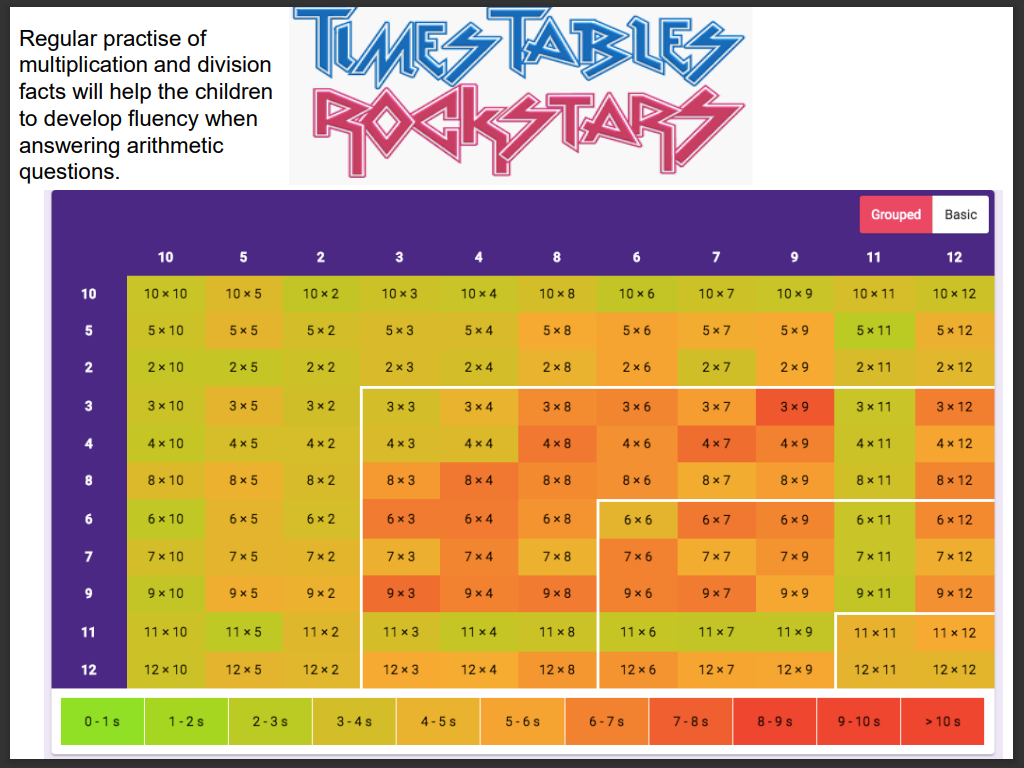 Regular practise of
multiplication and division
facts will help the children
to develop fluency when
answering arithmetic
questions.
TIMES TABLES
ROCKSTARS
Grouped Basic
10 5 2 3 4 8 6 7 9 11 12
10 10 × 10 10 × 5 10 × 2 10 × 3 10 × 4 10 × 8 10 × 6 10 × 7 10 × 9 10 × 11 10 × 12
5 5 × 10 5 × 5 5 × 2 5 × 3 5 × 4 5 × 8 5 × 6 5 × 7 5 × 9 5 × 11 5 × 12
2 2 × 10 2 × 5 2 × 2 2 × 3 2 × 4 2 × 8 2 × 6 2 × 7 2 × 9 2 × 11 2 × 12
3 3 × 10 3 × 5 3 × 2 3 × 3 3 × 4 3 × 8 3 × 6 3 × 7 3 × 9 3 × 11 3 × 12
4 4 × 10 4 × 5 4 × 2 4 × 3 4 × 4 4 × 8 4 × 6 4 × 7 4 × 9 4 × 11 4 × 12
8 8 × 10 8 × 5 8 × 2 8 × 3 8 × 4 8 × 8 8 × 6 8 × 7 8 × 9 8 × 11 8 × 12
6 6 × 10 6 × 5 6 × 2 6 × 3 6 × 4 6 × 8 6 × 6 6 × 7 6 × 9 6 × 11 6 × 12
7 7 × 10 7 × 5 7 × 2 7 × 3 7 × 4 7 × 8 7 × 6 7 × 7 7 × 9 7 × 11 7 × 12
9 9 × 10 9 × 5 9 × 2 9 × 3 9 × 4 9 × 8 9 × 6 9 × 7 9 × 9 9 × 11 9 × 12
11 11 × 10 11 × 5 11 × 2 11 × 3 11 × 4 11 × 8 11 × 6 11 × 7 11 × 9 11 × 11 11 × 12
12 12 × 10 12 × 5 12 × 2 12 × 3 12 × 4 12 × 8 12 × 6 12 × 7 12 × 9 12 × 11 12 × 12
0 - 1 s 1 - 2 s 2 - 3 s 3 - 4 s 4 - 5 s 5 - 6 s 6 - 7 s 7 - 8 s 8 - 9 s 9 - 10 s > 10 s